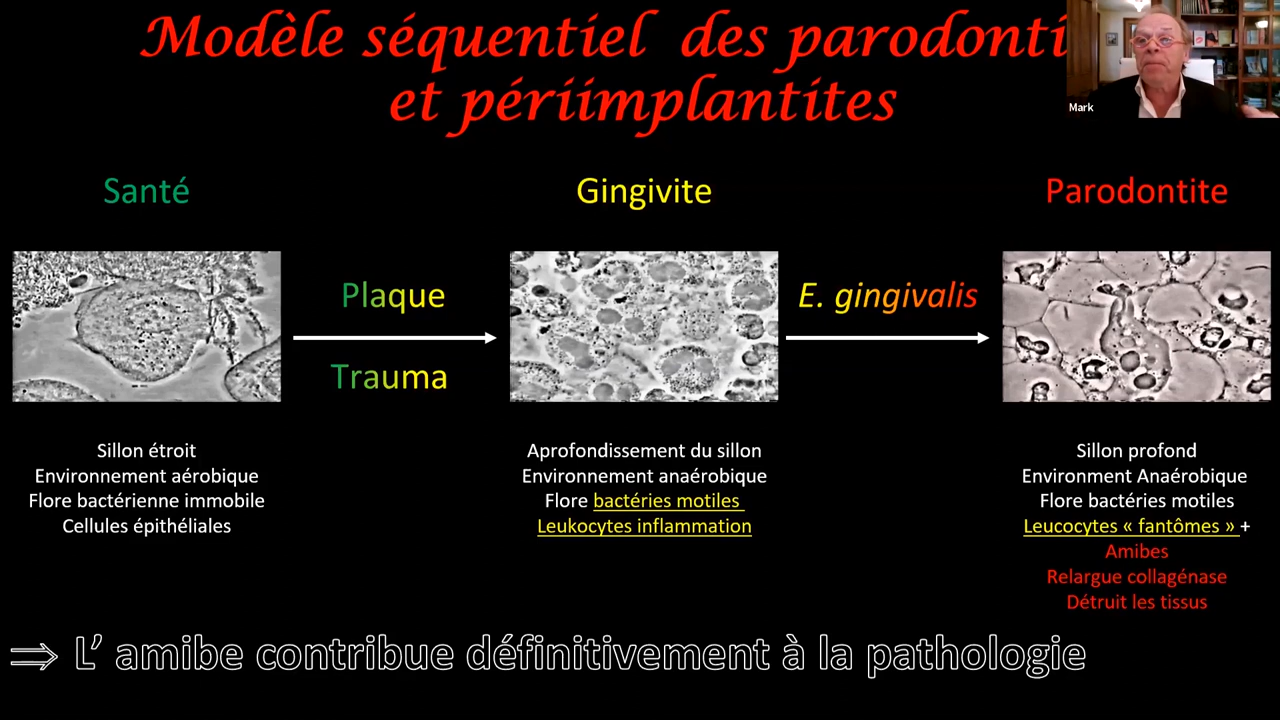 Modèle séquentiel des parodonti
et périimplantites
Mark
Santé
Gingivite
Parodontite
Plaque
Trauma
E. gingivalis
Sillon étroit
Environnement aérobique
Flore bactérienne immobile
Cellules épithéliales
Aprofondissement du sillon
Environnement anaérobique
Flore bactéries motiles
Leukocytes inflammation
Sillon profond
Environment Anaérobique
Flore bactéries motiles
Leucocytes « fantômes » +
Amibes
Relargue collagénase
Détruit les tissus
⇒ L’ amibe contribue définitivement à la pathologie